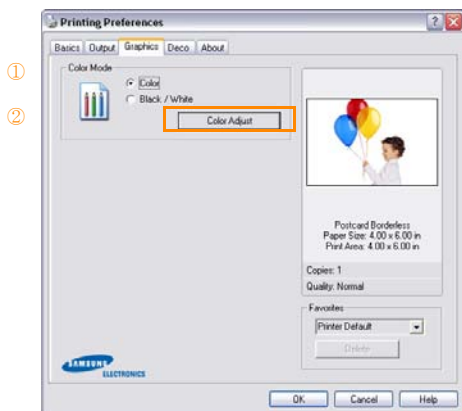 Printing Preferences
Basics Output Graphics Deco About
①
Color Mode
Color
②
Black / White
Color Adjust
Postcard Borderless
Paper Size: 4.00 x 6.00 in
Print Area: 4.00 x 6.00 in
Copies: 1
Quality: Normal
Favorites
Printer Default
Delete
SAMSUNG
ELECTRONICS
OK Cancel Help